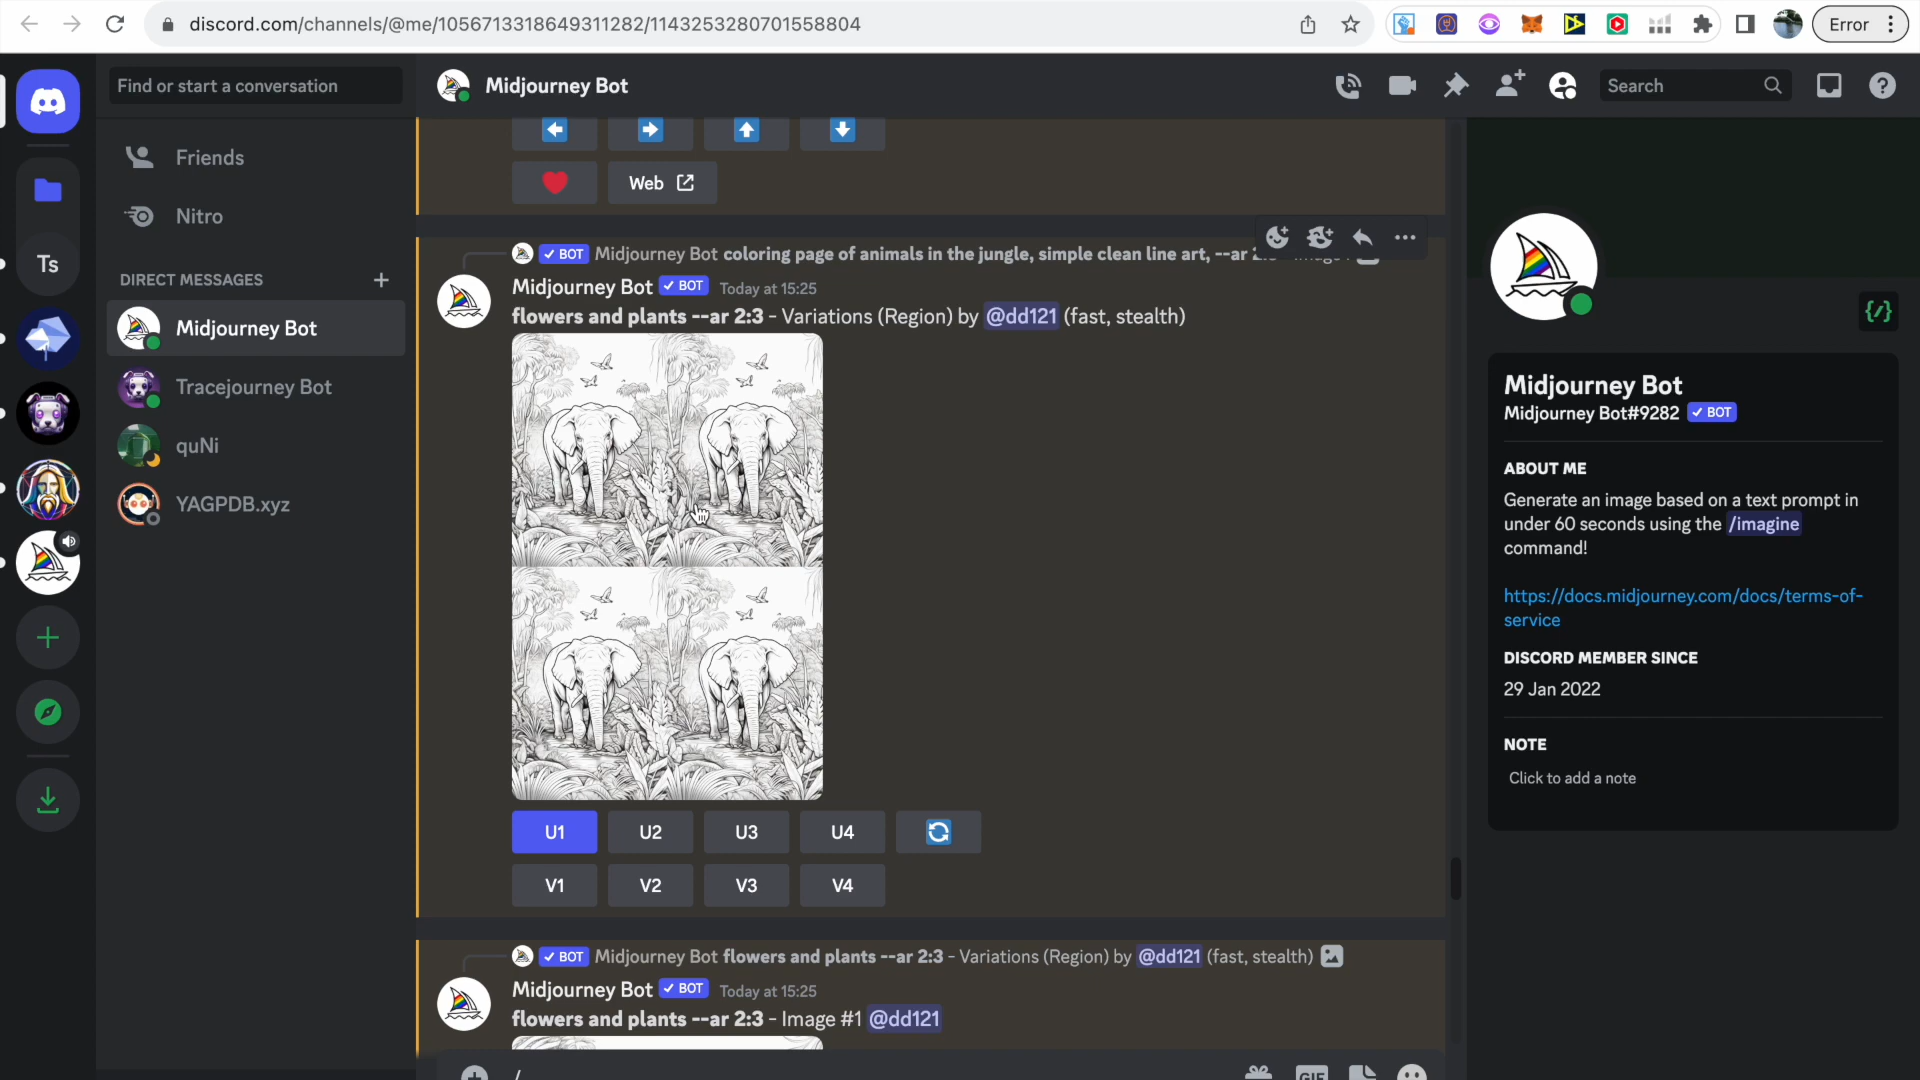 discord.com/channels/@me/1056713318649311282/1143253280701558804
Error
Find or start a conversation
Midjourney Bot
Search
Friends
Nitro
Ts
DIRECT MESSAGES
Midjourney Bot
Tracejourney Bot
quNi
YAGPDB.xyz
Web
BOT Midjourney Bot coloring page of animals in the jungle, simple clean line art, --ar
Midjourney Bot BOT Today at 15:25
flowers and plants --ar 2:3 - Variations (Region) by @dd121 (fast, stealth)
U1 U2 U3 U4
V1 V2 V3 V4
BOT Midjourney Bot flowers and plants --ar 2:3 - Variations (Region) by @dd121 (fast, stealth)
Midjourney Bot BOT Today at 15:25
flowers and plants --ar 2:3 - Image #1 @dd121
/
GIF
{/}
Midjourney Bot
Midjourney Bot#9282 BOT
ABOUT ME
Generate an image based on a text prompt in
under 60 seconds using the /imagine
command!
https://docs.midjourney.com/docs/terms-of-
service
DISCORD MEMBER SINCE
29 Jan 2022
NOTE
Click to add a note